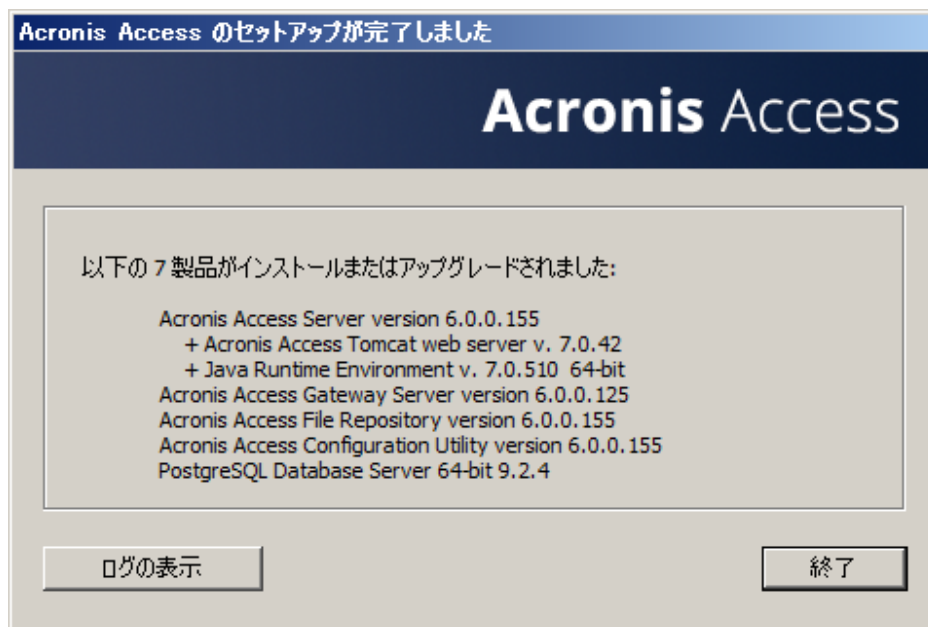 Acronis Access のセットアップが完了しました
Acronis Access
以下の 7 製品がインストールまたはアップグレードされました:
Acronis Access Server version 6.0.0.155
+ Acronis Access Tomcat web server v. 7.0.42
+ Java Runtime Environment v. 7.0.510 64-bit
Acronis Access Gateway Server version 6.0.0.125
Acronis Access File Repository version 6.0.0.155
Acronis Access Configuration Utility version 6.0.0.155
PostgreSQL Database Server 64-bit 9.2.4
ログの表示
終了